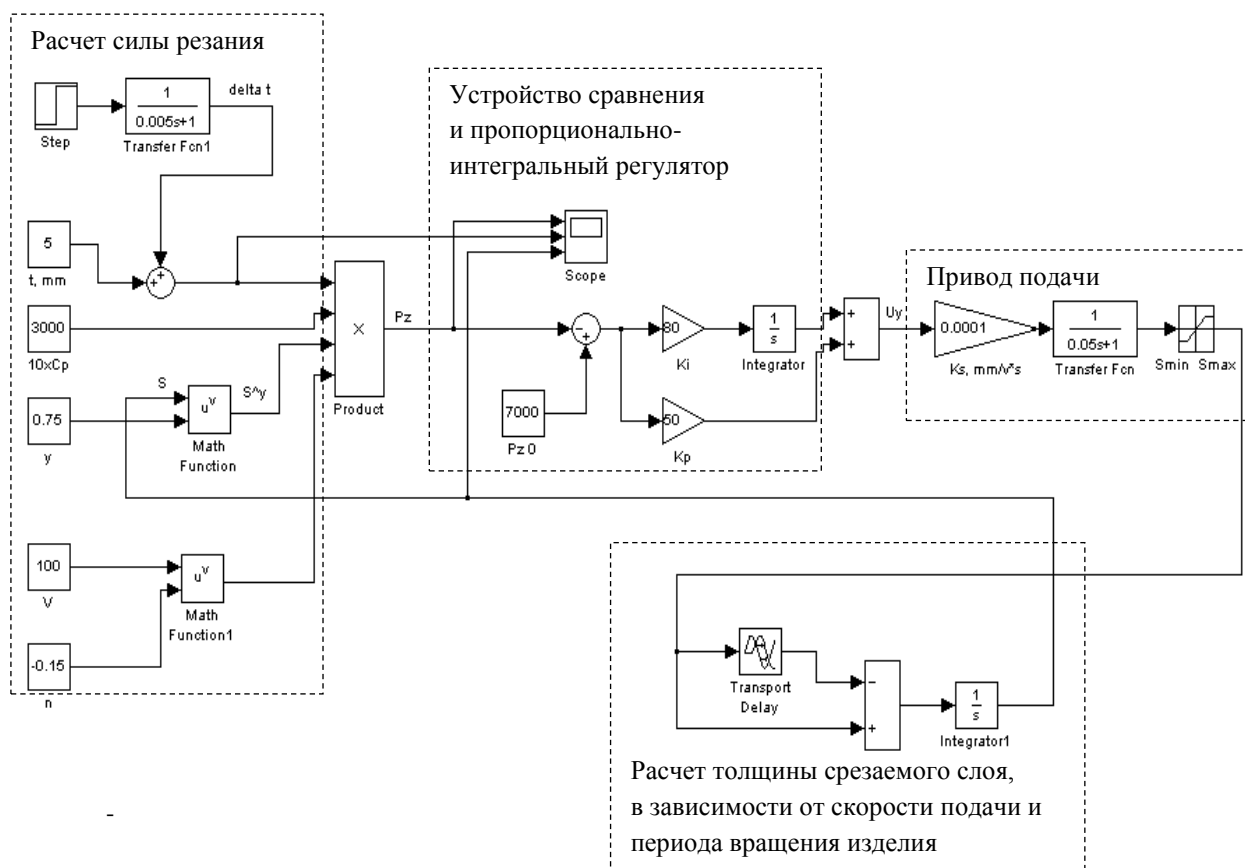 Расчет силы резания
1
0.005s+1
delta t
Step
Transfer Fcn1
5
t, mm
+
+
3000
10xCp
S
u^v
S^y
Math
Function
0.75
y
100
V
u^v
Math
Function1
-0.15
n
×
Product
Pz
Устройство сравнения
и пропорционально-
интегральный регулятор
Scope
-
+
7000
Pz 0
80
Ki
1
s
Integrator
50
Kp
+
+
Uy
Привод подачи
0.0001
Ks, mm/v*s
1
0.05s+1
Transfer Fcn
Smin Smax
Transport
Delay
-
+
1
s
Integrator1
Расчет толщины срезаемого слоя,
в зависимости от скорости подачи и
периода вращения изделия
-